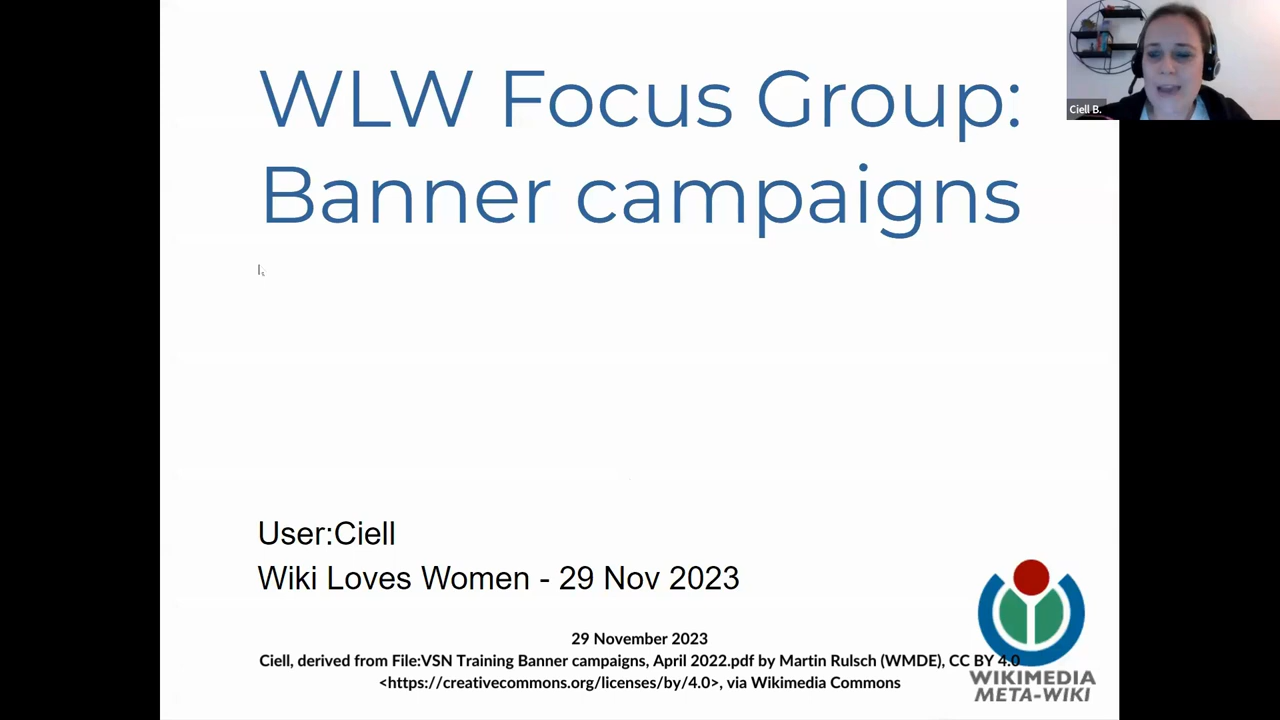 WLW Focus Group:
Banner campaigns
Ciell B.
User:Ciell
Wiki Loves Women - 29 Nov 2023
29 November 2023
Ciell, derived from File:VSN Training Banner campaigns, April 2022.pdf by Martin Rulsch (WMDE), CC BY 4.0
<https://creativecommons.org/licenses/by/4.0>, via Wikimedia Commons
WIKIMEDIA
META-WIKI